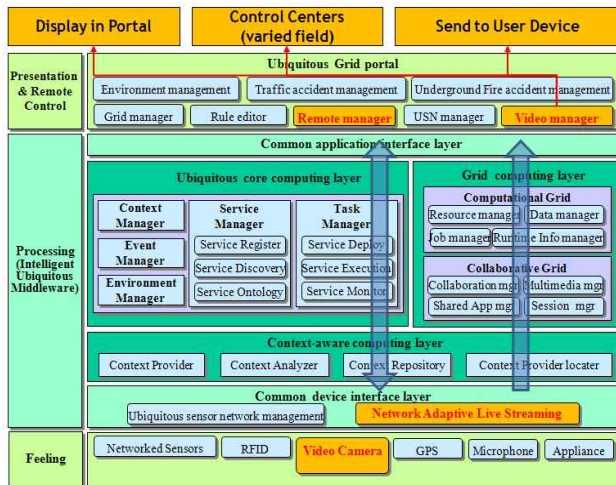 Display in Portal
Control Centers
(varied field)
Send to User Device
Presentation
& Remote
Control
Ubiquitous Grid portal
Environment management
Traffic accident management
Underground Fire accident management
Grid manager
Rule editor
Remote manager
USN manager
Video manager
Processing
(Intelligent
Ubiquitous
Middleware)
Common application interface layer
Ubiquitous core computing layer
Context
Manager
Event
Manager
Environment
Manager
Service
Manager
Service Register
Service Discovery
Service Ontology
Task
Manager
Service Deploy
Service Execution
Service Monitor
Grid computing layer
Computational Grid
Resource manager
Data manager
Job manager
Runtime Info manager
Collaborative Grid
Collaboration mgr
Multimedia mgr
Shared App mgr
Session mgr
Context-aware computing layer
Context Provider
Context Analyzer
Context Repository
Context Provider locater
Common device interface layer
Ubiquitous sensor network management
Network Adaptive Live Streaming
Feeling
Networked Sensors
RFID
Video Camera
GPS
Microphone
Appliance